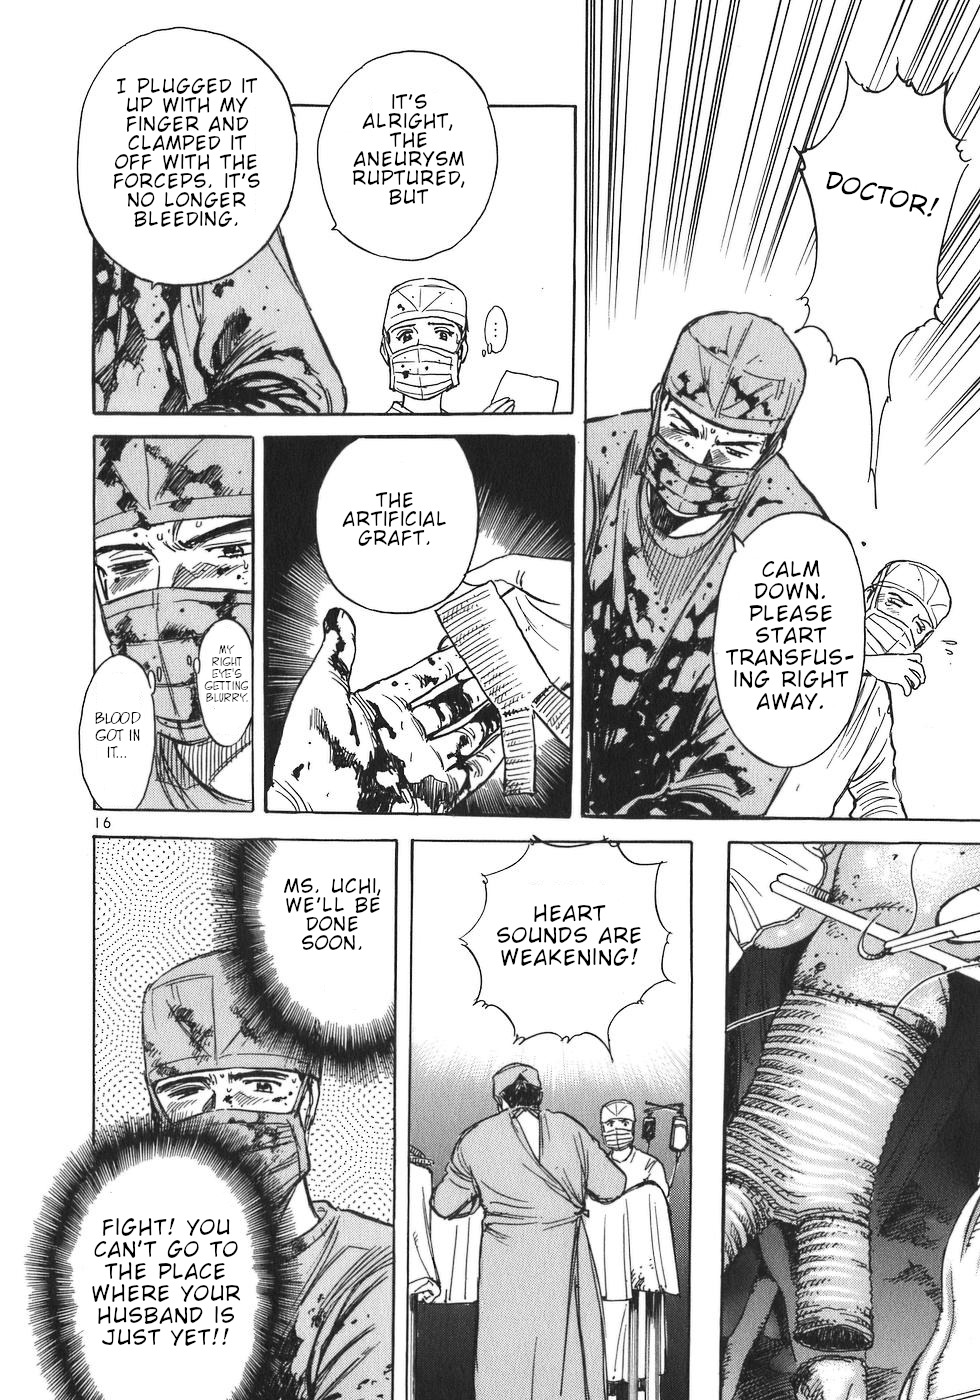 DOCTOR!
CALM
DOWN.
PLEASE
START
TRANSFUS-
ING RIGHT
AWAY.
IT'S
ALRIGHT,
THE
ANEURYSM
RUPTURED,
BUT
I PLUGGED IT
UP WITH MY
FINGER AND
CLAMPED IT
OFF WITH THE
FORCEPS. IT'S
NO LONGER
BLEEDING.
...
THE
ARTIFICIAL
GRAFT.
MY
RIGHT
EYE'S
GETTING
BLURRY.
BLOOD
GOT IN
IT...
16
HEART
SOUNDS ARE
WEAKENING!
MS. UCHI,
WE'LL BE
DONE
SOON.
FIGHT! YOU
CAN'T GO TO
THE PLACE
WHERE YOUR
HUSBAND IS
JUST YET!!